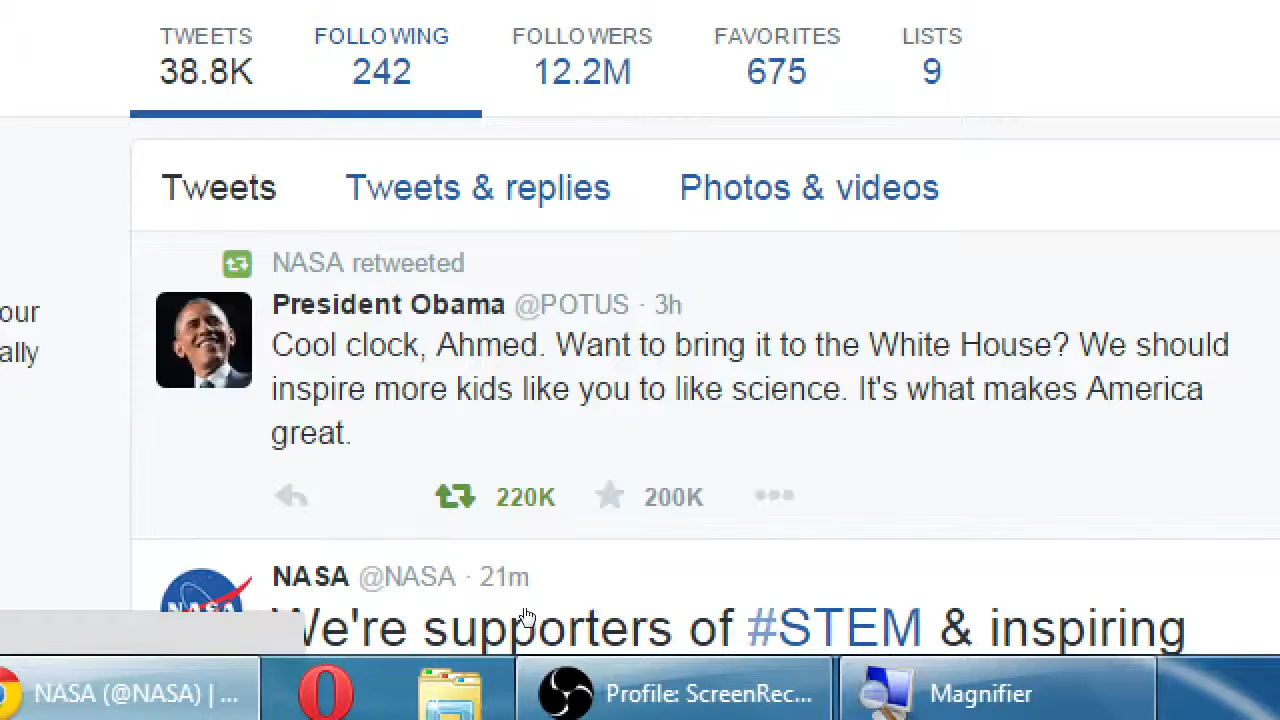 TWEETS FOLLOWING FOLLOWERS FAVORITES LISTS
38.8K 242 12.2M 675 9
Tweets Tweets & replies Photos & videos
NASA retweeted
President Obama @POTUS · 3h
our
Cool clock, Ahmed. Want to bring it to the White House? We should
ally
inspire more kids like you to like science. It's what makes America
great.
220K 200K
NASA @NASA · 21m
NASA
We're supporters of #STEM & inspiring
NASA (@NASA) | ...
Profile: ScreenRec...
Magnifier